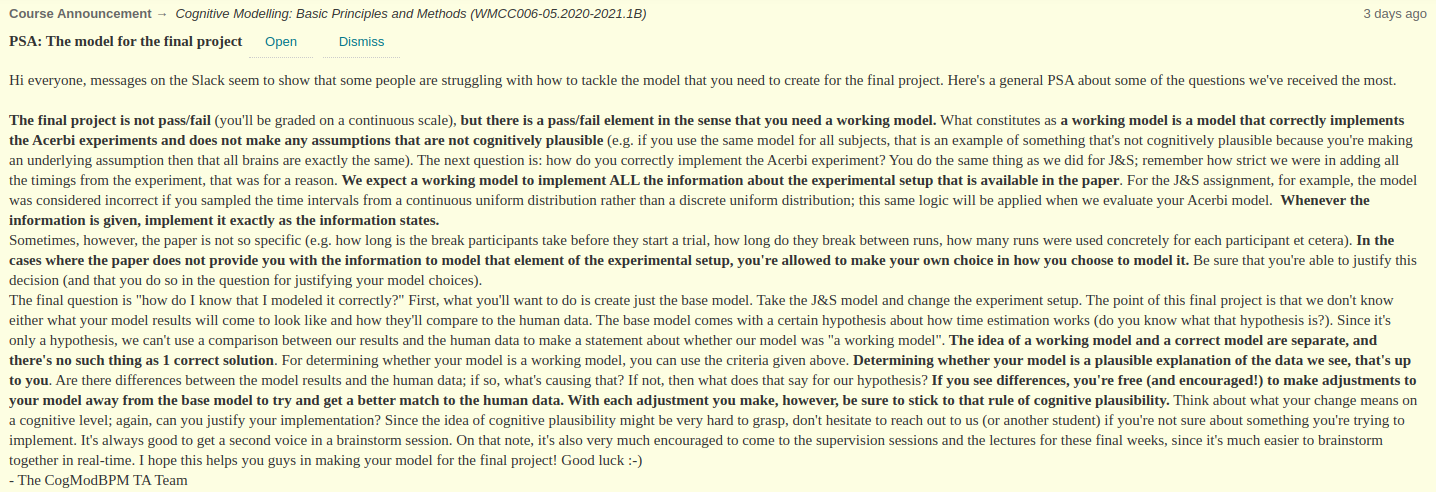 Course Announcement → Cognitive Modelling: Basic Principles and Methods (WMCC006-05.2020-2021.1B) 3 days ago
PSA: The model for the final project Open Dismiss
Hi everyone, messages on the Slack seem to show that some people are struggling with how to tackle the model that you need to create for the final project. Here's a general PSA about some of the questions we've received the most.
The final project is not pass/fail (you'll be graded on a continuous scale), but there is a pass/fail element in the sense that you need a working model. What constitutes as a working model is a model that correctly implements
the Acerbi experiments and does not make any assumptions that are not cognitively plausible (e.g. if you use the same model for all subjects, that is an example of something that's not cognitively plausible because you're making
an underlying assumption then that all brains are exactly the same). The next question is: how do you correctly implement the Acerbi experiment? You do the same thing as we did for J&S; remember how strict we were in adding all
the timings from the experiment, that was for a reason. We expect a working model to implement ALL the information about the experimental setup that is available in the paper. For the J&S assignment, for example, the model
was considered incorrect if you sampled the time intervals from a continuous uniform distribution rather than a discrete uniform distribution; this same logic will be applied when we evaluate your Acerbi model. Whenever the
information is given, implement it exactly as the information states.
Sometimes, however, the paper is not so specific (e.g. how long is the break participants take before they start a trial, how long do they break between runs, how many runs were used concretely for each participant et cetera). In the
cases where the paper does not provide you with the information to model that element of the experimental setup, you're allowed to make your own choice in how you choose to model it. Be sure that you're able to justify this
decision (and that you do so in the question for justifying your model choices).
The final question is "how do I know that I modeled it correctly?" First, what you'll want to do is create just the base model. Take the J&S model and change the experiment setup. The point of this final project is that we don't know
either what your model results will come to look like and how they'll compare to the human data. The base model comes with a certain hypothesis about how time estimation works (do you know what that hypothesis is?). Since it's
only a hypothesis, we can't use a comparison between our results and the human data to make a statement about whether our model was "a working model". The idea of a working model and a correct model are separate, and
there's no such thing as 1 correct solution. For determining whether your model is a working model, you can use the criteria given above. Determining whether your model is a plausible explanation of the data we see, that's up
to you. Are there differences between the model results and the human data; if so, what's causing that? If not, then what does that say for our hypothesis? If you see differences, you're free (and encouraged!) to make adjustments to
your model away from the base model to try and get a better match to the human data. With each adjustment you make, however, be sure to stick to that rule of cognitive plausibility. Think about what your change means on
a cognitive level; again, can you justify your implementation? Since the idea of cognitive plausibility might be very hard to grasp, don't hesitate to reach out to us (or another student) if you're not sure about something you're trying to
implement. It's always good to get a second voice in a brainstorm session. On that note, it's also very much encouraged to come to the supervision sessions and the lectures for these final weeks, since it's much easier to brainstorm
together in real-time. I hope this helps you guys in making your model for the final project! Good luck :-)
- The CogModBPM TA Team